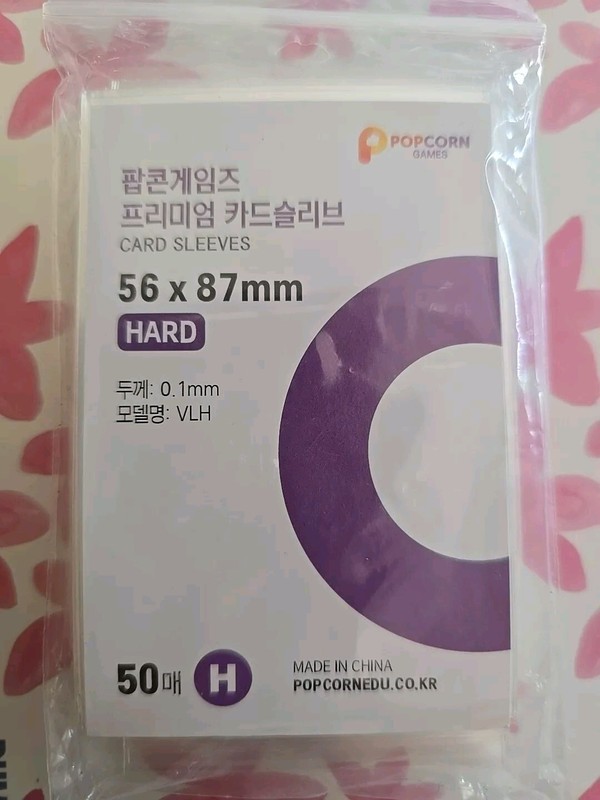 POPCORN
GAMES
팝콘게임즈
프리미엄 카드슬리브
CARD SLEEVES
56 x 87mm
HARD
두께: 0.1mm
모델명: VLH
50매 H
MADE IN CHINA
POPCORNEDU.CO.KR